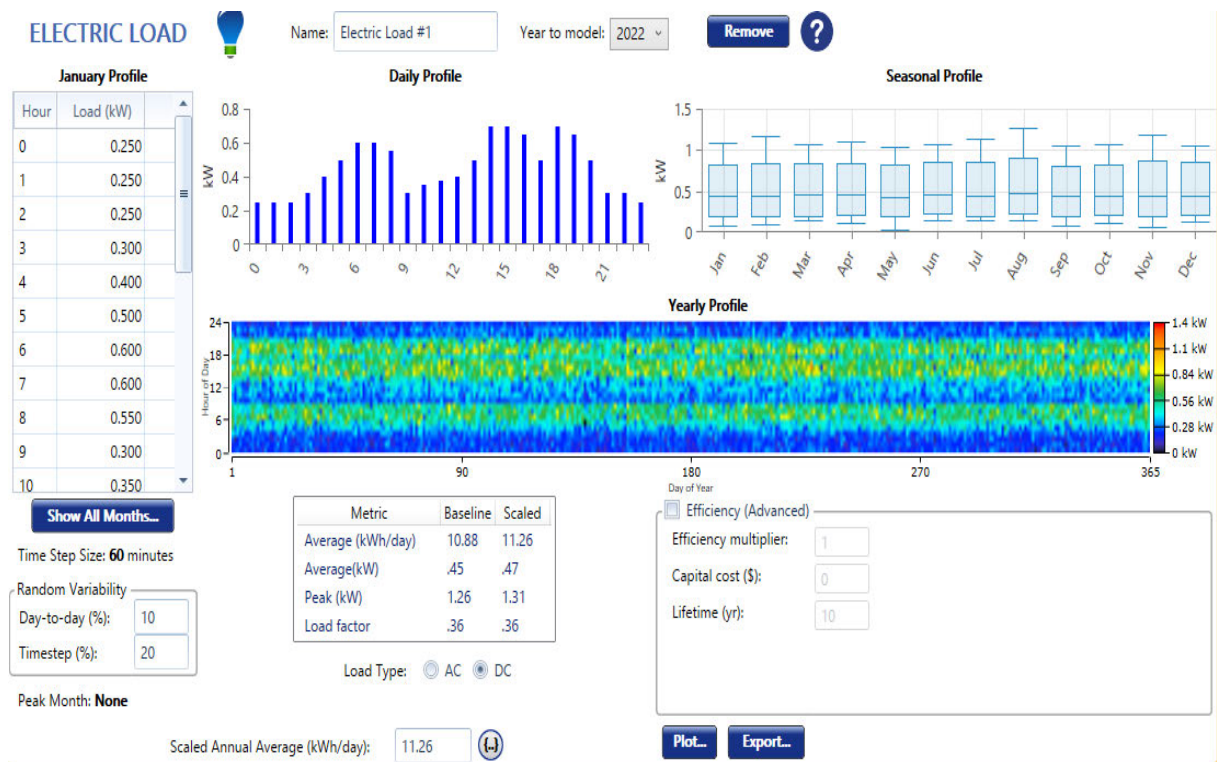 ELECTRIC LOAD
Name: Electric Load #1
Year to model: 2022
Remove
?
January Profile
Hour Load (kW)
0 0.250
1 0.250
2 0.250
3 0.300
4 0.400
5 0.500
6 0.600
7 0.600
8 0.550
9 0.300
10 0.350
Show All Months...
Time Step Size: 60 minutes
Random Variability
Day-to-day (%): 10
Timestep (%): 20
Peak Month: None
Daily Profile
0.8
0.6
0.4
0.2
0
kW
0 3 6 9 12 15 18 21
Seasonal Profile
1.5
1
0.5
0
kW
Jan Feb Mar Apr May Jun Jul Aug Sep Oct Nov Dec
Yearly Profile
24
18
12
6
0
Hour of Day
1 90 180 270 365
Day of Year
1.4 kW
1.1 kW
0.84 kW
0.56 kW
0.28 kW
0 kW
Metric Baseline Scaled
Average (kWh/day) 10.88 11.26
Average(kW) .45 .47
Peak (kW) 1.26 1.31
Load factor .36 .36
Load Type: AC DC
Scaled Annual Average (kWh/day): 11.26 {..}
Efficiency (Advanced)
Efficiency multiplier: 1
Capital cost ($): 0
Lifetime (yr): 10
Plot... Export...